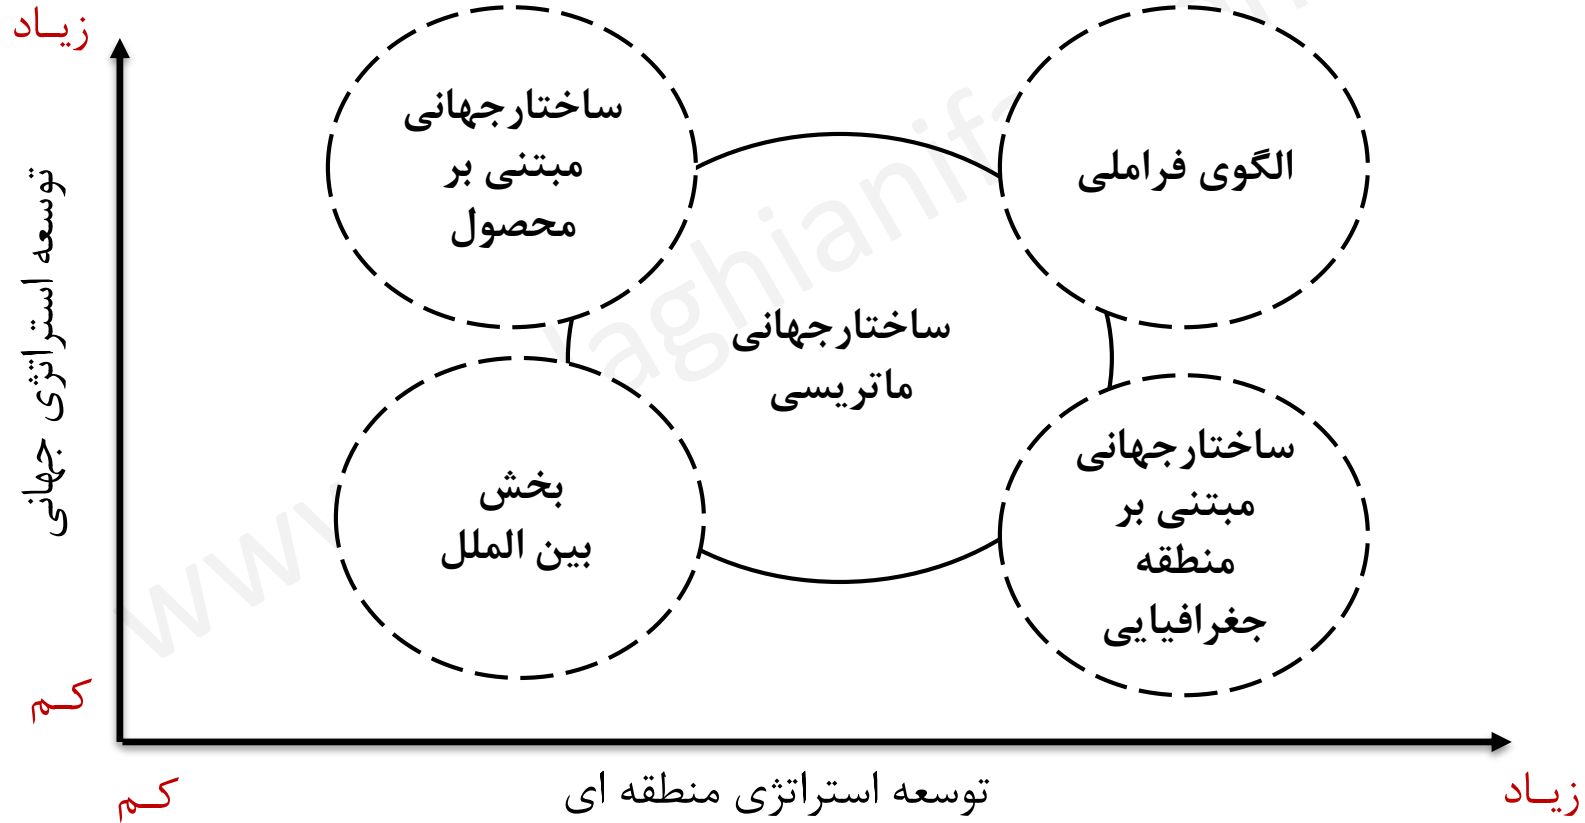 زیـاد
توسعه استراتژی جهانی
کـم
ساختارجهانی
مبتنی بر
محصول
الگوی فراملی
ساختارجهانی
ماتریسی
بخش
بین الملل
ساختارجهانی
مبتنی بر
منطقه
جغرافیایی
کـم
توسعه استراتژی منطقه ای
زیـاد